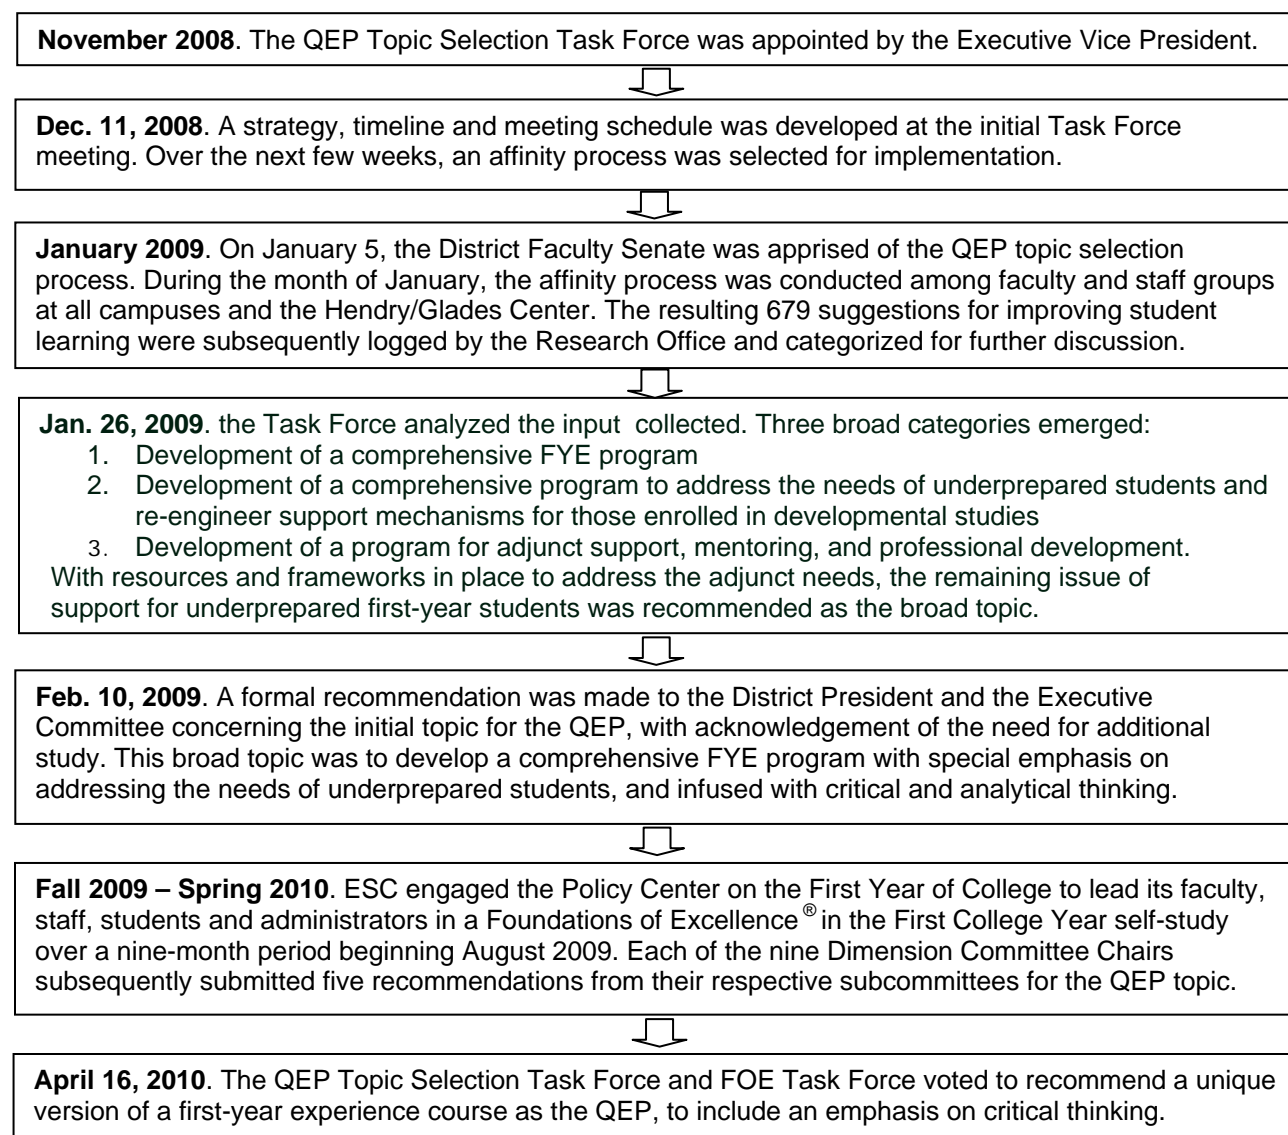 November 2008. The QEP Topic Selection Task Force was appointed by the Executive Vice President.
Dec. 11, 2008. A strategy, timeline and meeting schedule was developed at the initial Task Force
meeting. Over the next few weeks, an affinity process was selected for implementation.
January 2009. On January 5, the District Faculty Senate was apprised of the QEP topic selection
process. During the month of January, the affinity process was conducted among faculty and staff groups
at all campuses and the Hendry/Glades Center. The resulting 679 suggestions for improving student
learning were subsequently logged by the Research Office and categorized for further discussion.
Jan. 26, 2009. the Task Force analyzed the input collected. Three broad categories emerged:
1. Development of a comprehensive FYE program
2. Development of a comprehensive program to address the needs of underprepared students and
re-engineer support mechanisms for those enrolled in developmental studies
3. Development of a program for adjunct support, mentoring, and professional development.
With resources and frameworks in place to address the adjunct needs, the remaining issue of
support for underprepared first-year students was recommended as the broad topic.
Feb. 10, 2009. A formal recommendation was made to the District President and the Executive
Committee concerning the initial topic for the QEP, with acknowledgement of the need for additional
study. This broad topic was to develop a comprehensive FYE program with special emphasis on
addressing the needs of underprepared students, and infused with critical and analytical thinking.
Fall 2009 – Spring 2010. ESC engaged the Policy Center on the First Year of College to lead its faculty,
staff, students and administrators in a Foundations of Excellence® in the First College Year self-study
over a nine-month period beginning August 2009. Each of the nine Dimension Committee Chairs
subsequently submitted five recommendations from their respective subcommittees for the QEP topic.
April 16, 2010. The QEP Topic Selection Task Force and FOE Task Force voted to recommend a unique
version of a first-year experience course as the QEP, to include an emphasis on critical thinking.